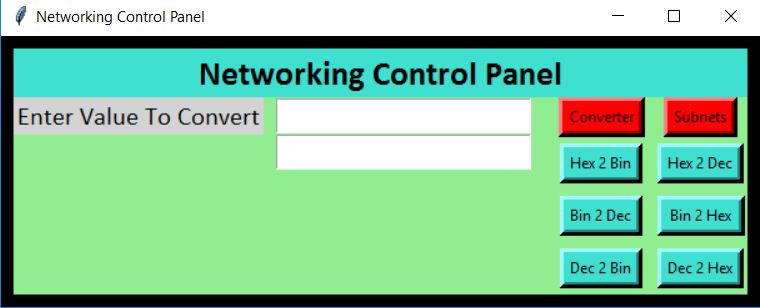 Networking Control Panel
Networking Control Panel
Enter Value To Convert
Converter Subnets
Hex 2 Bin Hex 2 Dec
Bin 2 Dec Bin 2 Hex
Dec 2 Bin Dec 2 Hex